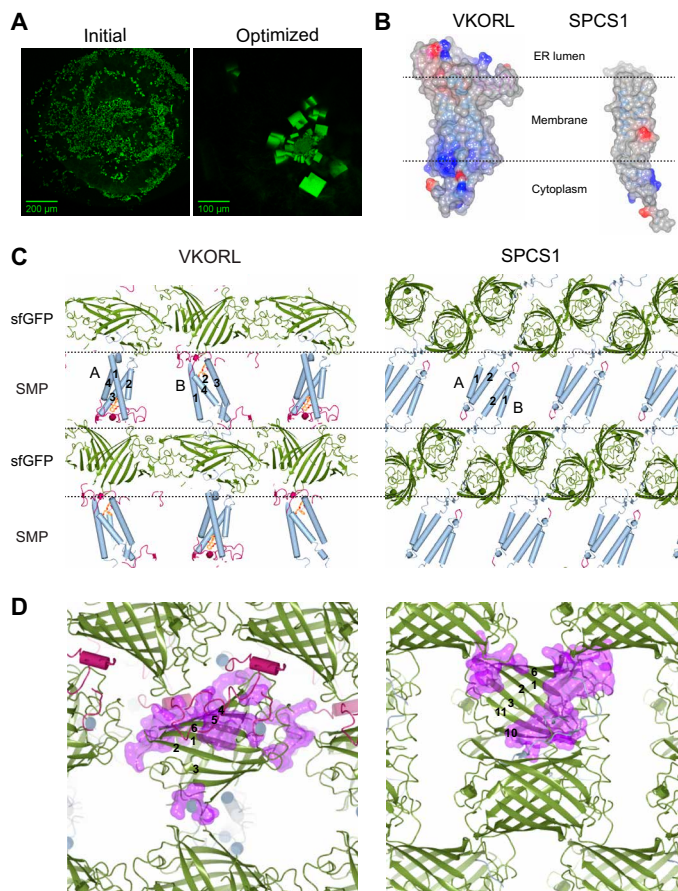 A
Initial
Optimized
200 µm
100 µm
B
VKORL
SPCS1
ER lumen
Membrane
Cytoplasm
C
VKORL
SPCS1
sfGFP
SMP
sfGFP
SMP
A
1
4
2
3
B
2
3
4
1
A
1
2
2
1
B
D
4
5
6
1
2
3
6
1
2
3
11
10